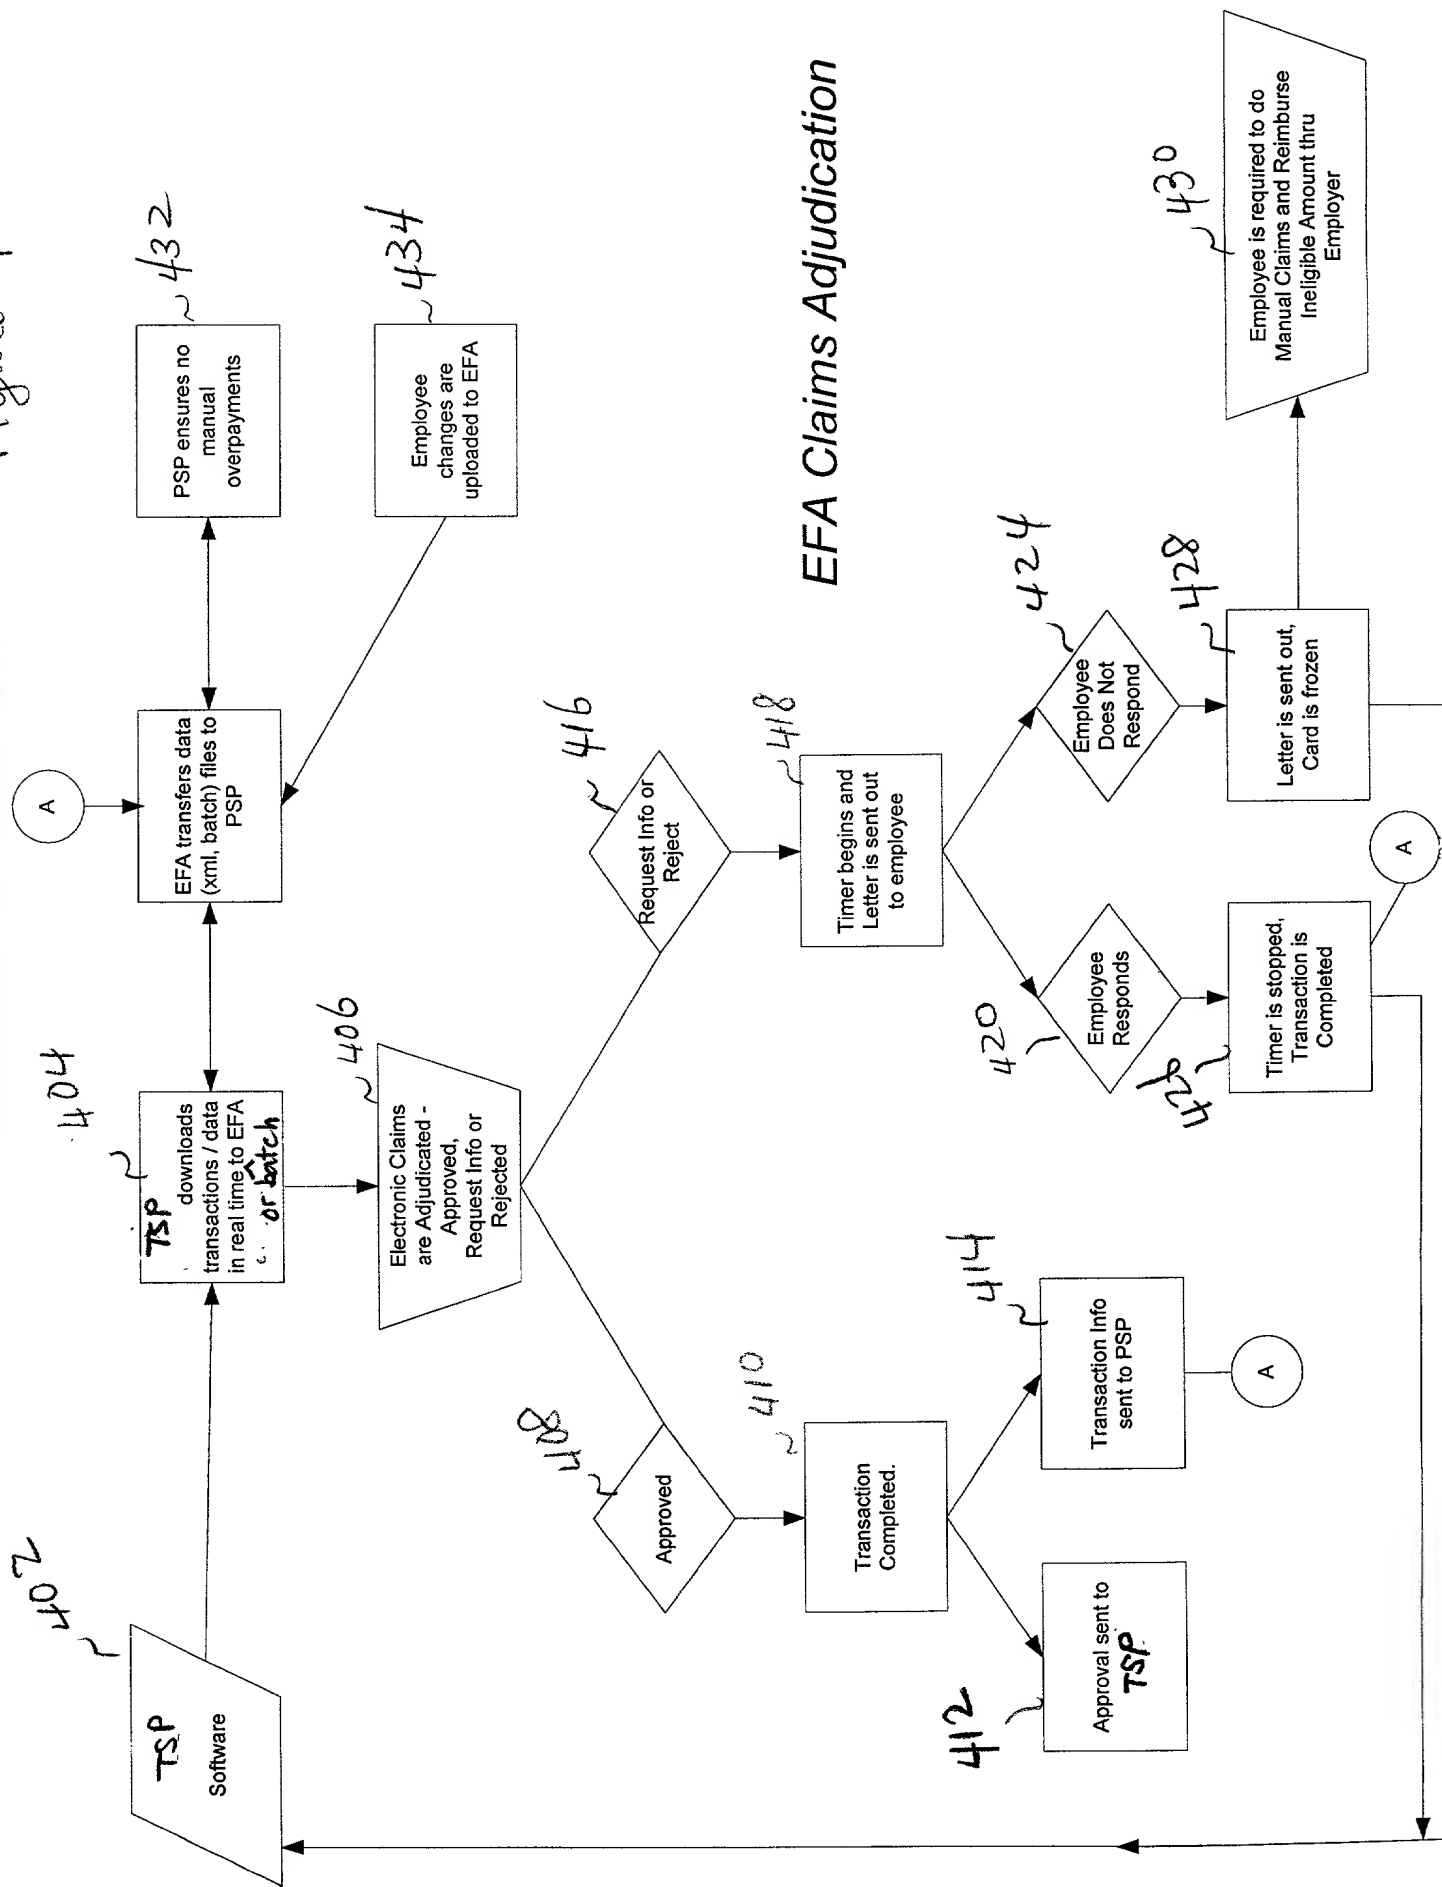 402
TSP
Software
404
TSP
downloads
transactions / data
in real time to EFA
or batch
A
EFA transfers data
(xml, batch) files to
PSP
432
PSP ensures no
manual
overpayments
434
Employee
changes are
uploaded to EFA
406
Electronic Claims
are Adjudicated -
Approved,
Request Info or
Rejected
408
Approved
416
Request Info or
Reject
410
Transaction
Completed.
418
Timer begins and
Letter is sent out
to employee
EFA Claims Adjudication
412
Approval sent to
TSP
414
Transaction Info
sent to PSP
A
420
Employee
Responds
424
Employee
Does Not
Respond
426
Timer is stopped,
Transaction is
Completed
A
428
Letter is sent out,
Card is frozen
430
Employee is required to do
Manual Claims and Reimburse
Ineligible Amount thru
Employer